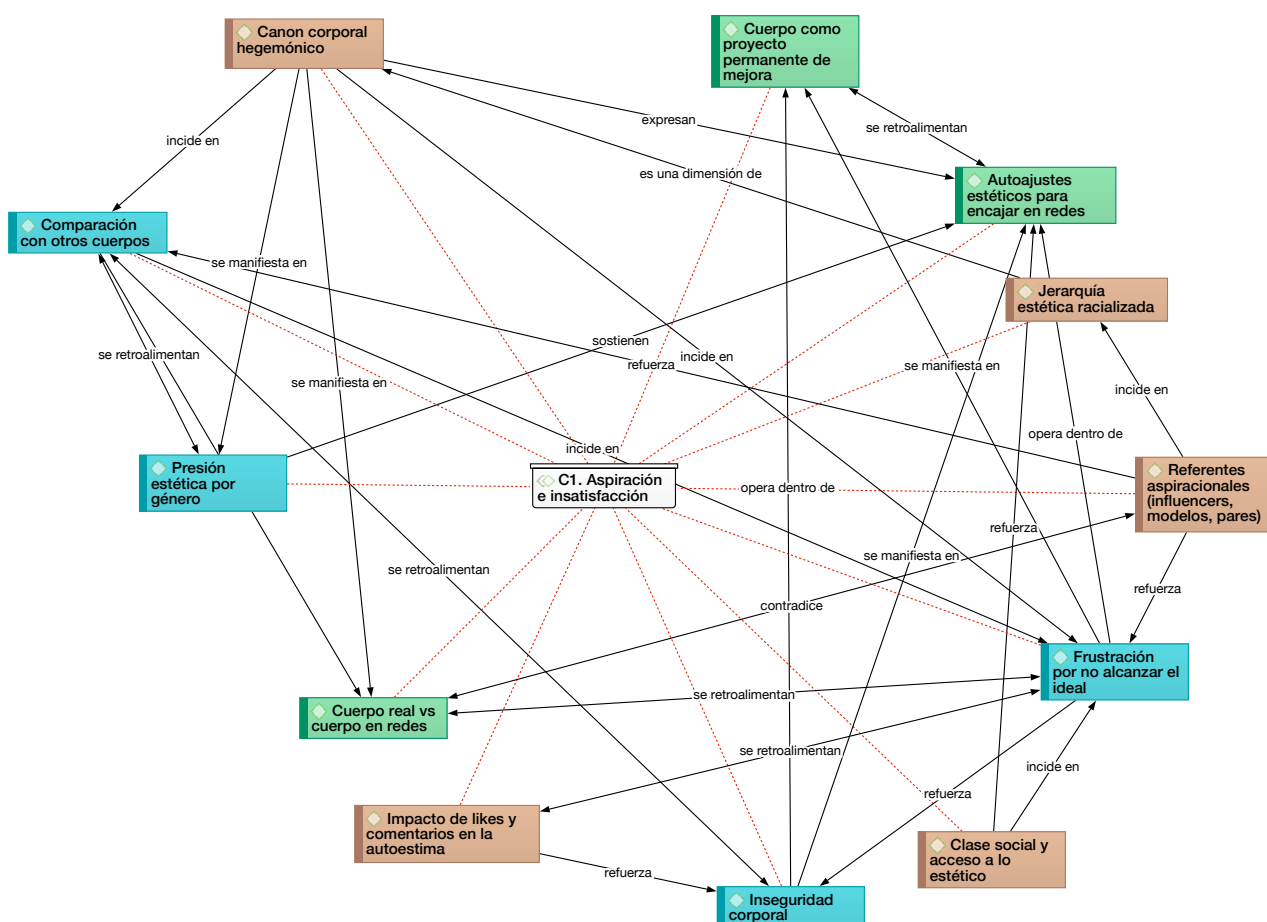 Canon corporal
hegemónico
Cuerpo como
proyecto
permanente de
mejora
expresan
se retroalimentan
incide en
es una dimensión de
Autoajustes
estéticos para
encajar en redes
Comparación
con otros cuerpos
se manifiesta en
Jerarquía
estética racializada
sostienen
se retroalimentan
incide en
refuerza
se manifiesta en
se manifiesta en
incide en
opera dentro de
incide en
Presión
estética por
género
C1. Aspiración
e insatisfacción
opera dentro de
Referentes
aspiracionales
(influencers,
modelos, pares)
refuerza
se manifiesta en
se retroalimentan
refuerza
contradice
Frustración
por no alcanzar el
ideal
se retroalimentan
Cuerpo real vs
cuerpo en redes
se retroalimentan
incide en
refuerza
Impacto de likes y
comentarios en la
autoestima
Clase social y
acceso a lo
estético
refuerza
Inseguridad
corporal